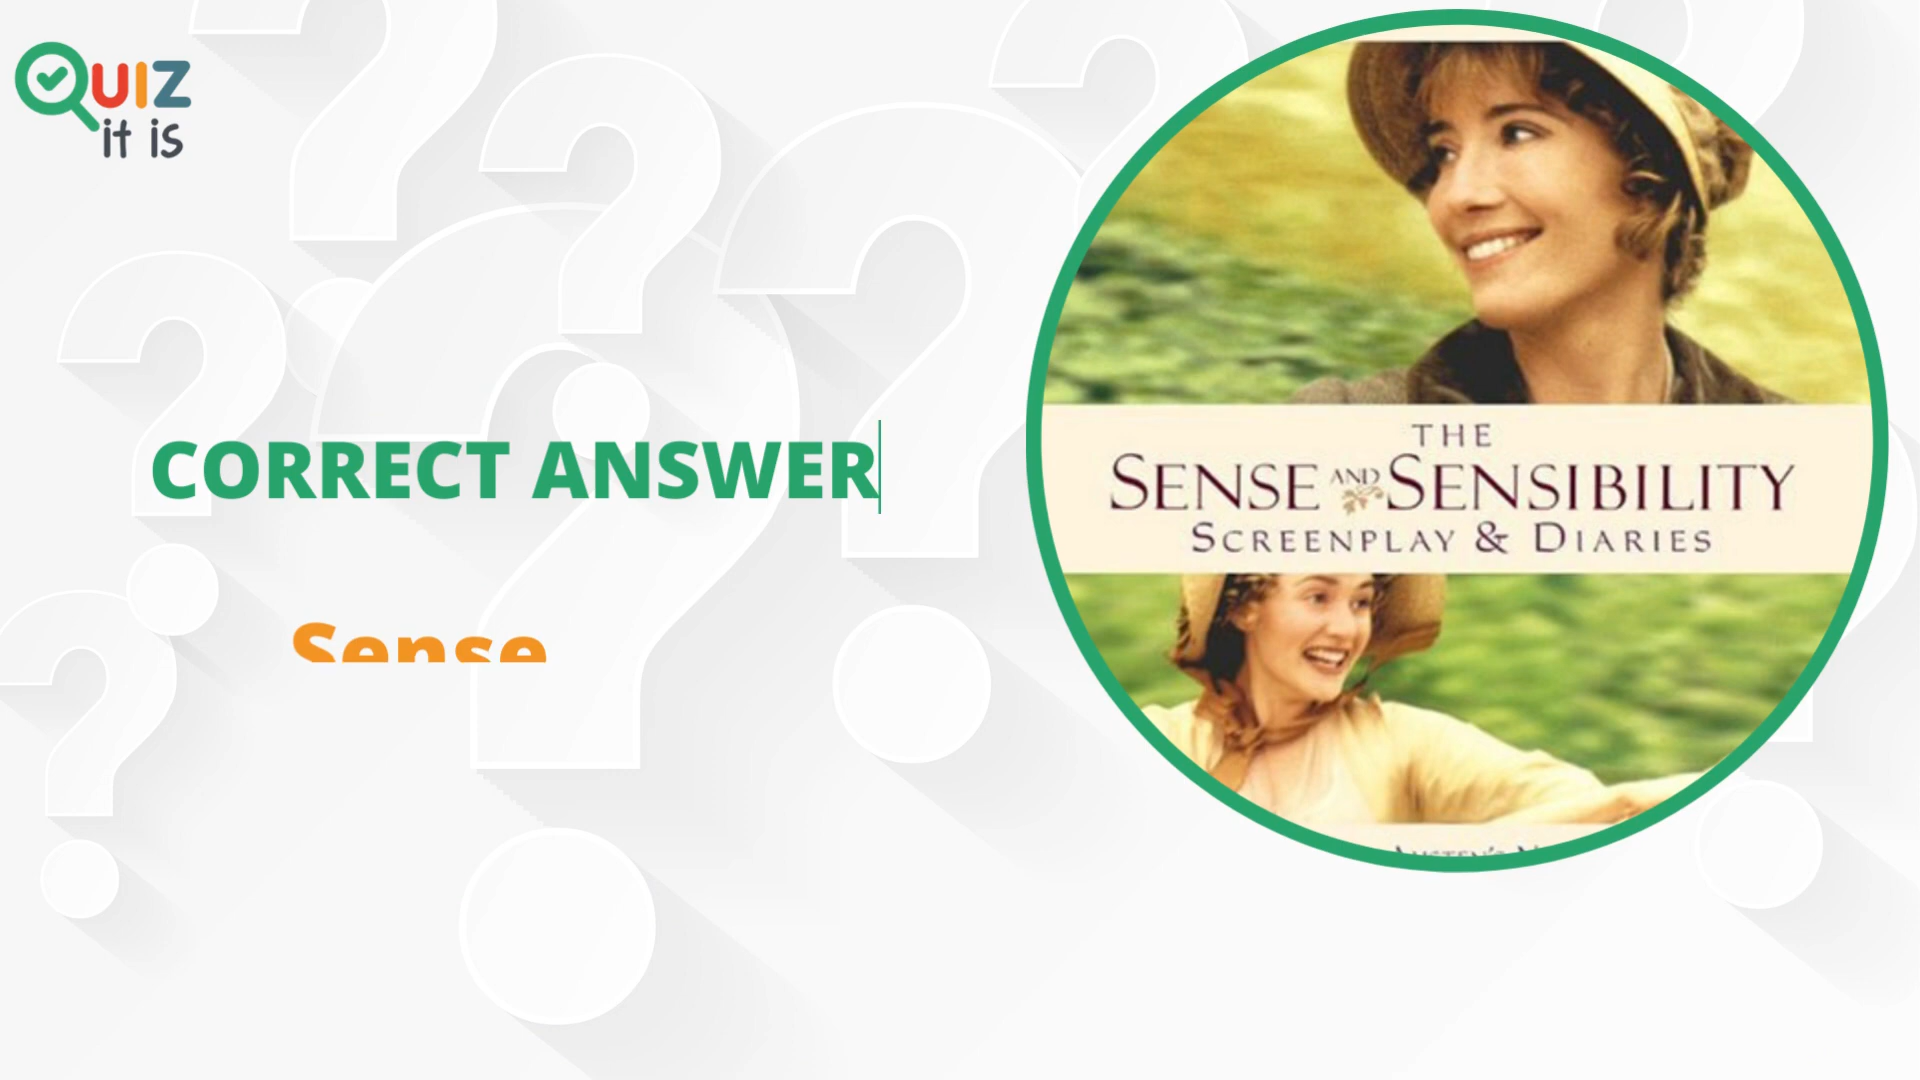 QUIZ
it is
CORRECT ANSWER
Sense
THE
SENSE AND SENSIBILITY
SCREENPLAY & DIARIES